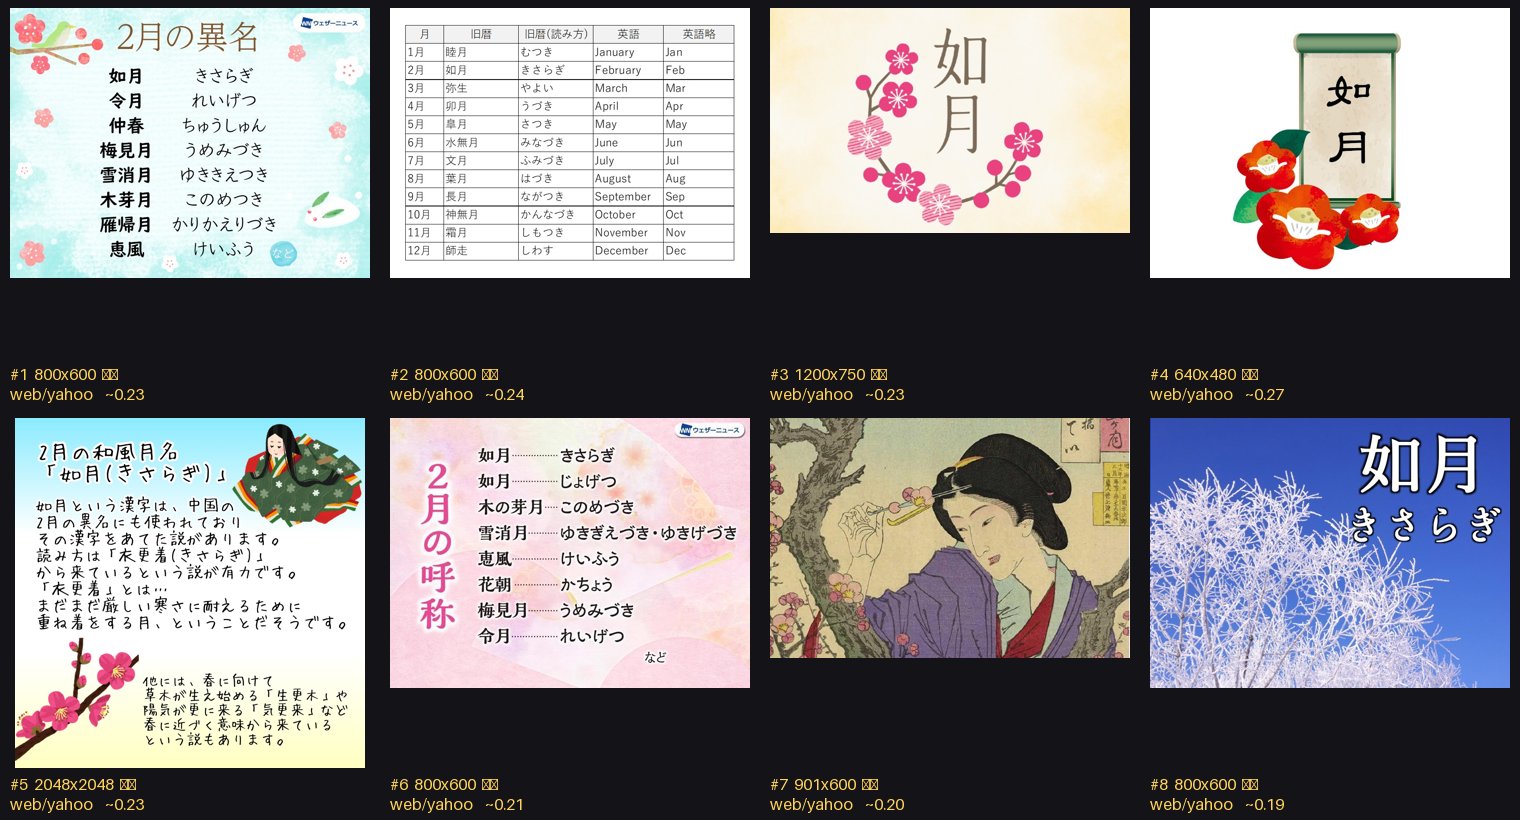 ウェザーニュース
2月の異名
如月 きさらぎ
令月 れいげつ
仲春 ちゅうしゅん
梅見月 うめみづき
雪消月 ゆききえつき
木芽月 このめつき
雁帰月 かりかえりづき
恵風 けいふう
など
#1 800x600
web/yahoo ~0.23
月 旧暦 旧暦(読み方) 英語 英語略
1月 睦月 むつき January Jan
2月 如月 きさらぎ February Feb
3月 弥生 やよい March Mar
4月 卯月 うづき April Apr
5月 皐月 さつき May May
6月 水無月 みなづき June Jun
7月 文月 ふみづき July Jul
8月 葉月 はづき August Aug
9月 長月 ながつき September Sep
10月 神無月 かんなづき October Oct
11月 霜月 しもつき November Nov
12月 師走 しわす December Dec
#2 800x600
web/yahoo ~0.24
如月
#3 1200x750
web/yahoo ~0.23
如月
#4 640x480
web/yahoo ~0.27
2月の和風月名
「如月(きさらぎ)」
如月という漢字は、中国の
2月の異名にも使われており
その漢字をあてた説があります。
読み方は「衣更着(きさらぎ)」
から来ているという説が有力です。
「衣更着」とは…
まだまだ厳しい寒さに耐えるために
重ね着をする月、ということだそうです。
他には、春に向けて
草木が生え始める「生更木」や
陽気が更に来る「気更来」など
春に近づく意味から来ている
という説もあります。
#5 2048x2048
web/yahoo ~0.23
ウェザーニュース
2月の呼称
如月 きさらぎ
如月 じょげつ
木の芽月 このめづき
雪消月 ゆきぎえづき・ゆきげづき
恵風 けいふう
花朝 かちょう
梅見月 うめみづき
令月 れいげつ
など
#6 800x600
web/yahoo ~0.21
#7 901x600
web/yahoo ~0.20
如月
きさらぎ
#8 800x600
web/yahoo ~0.19